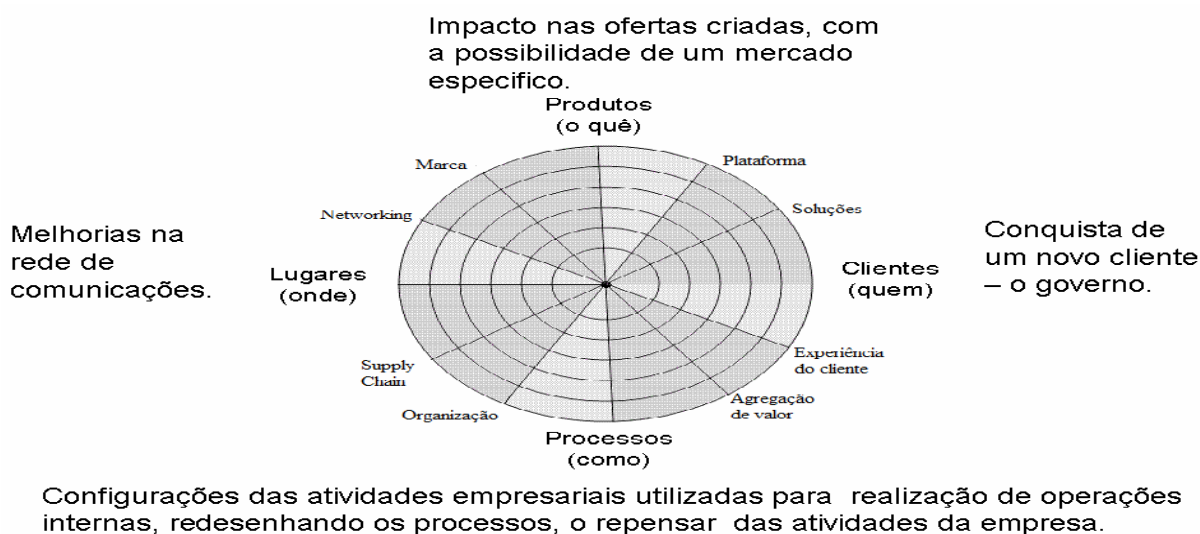 Impacto nas ofertas criadas, com
a possibilidade de um mercado
especifico.
Produtos
(o quê)
Marca
Plataforma
Networking
Soluções
Melhorias na
rede de
comunicações.
Lugares
(onde)
Clientes
(quem)
Conquista de
um novo cliente
– o governo.
Supply
Chain
Experiência
do cliente
Organização
Agregação
de valor
Processos
(como)
Configurações das atividades empresariais utilizadas para realização de operações
internas, redesenhando os processos, o repensar das atividades da empresa.